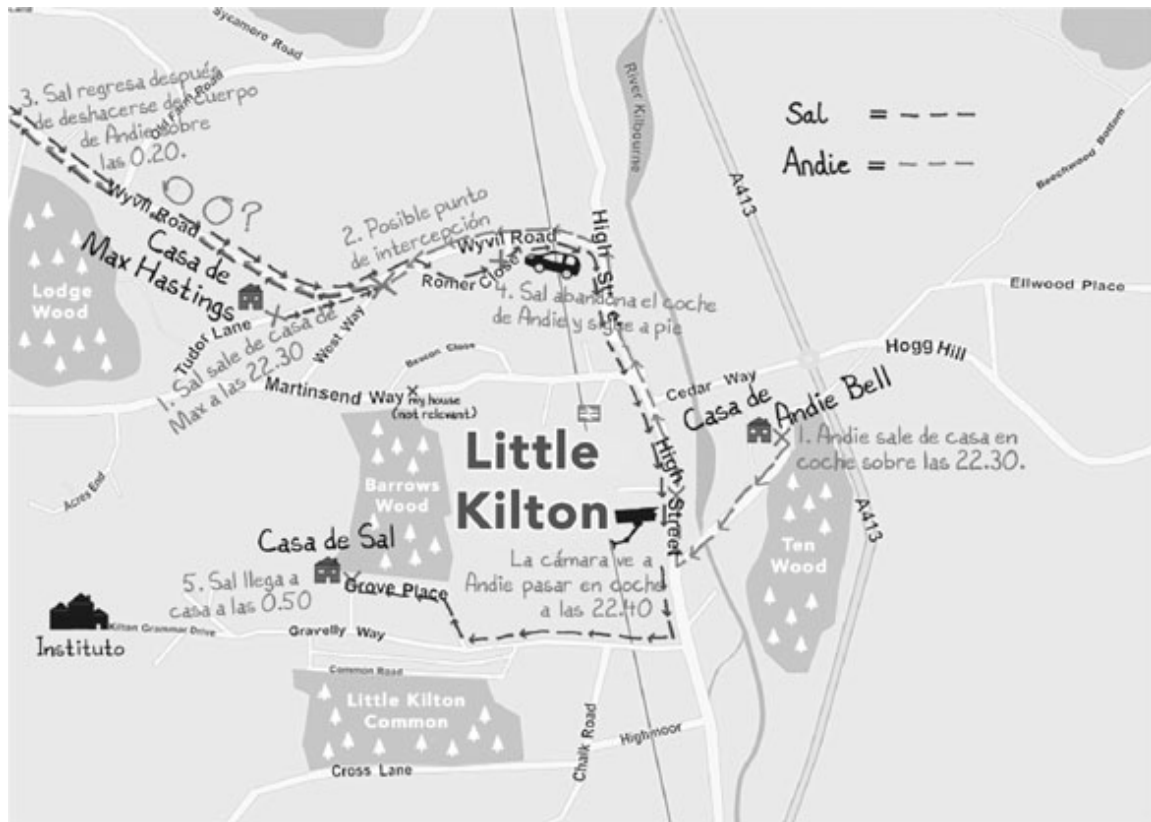 Sycamore Road
River Kilbourne
3. Sal regresa después
de deshacerse del cuerpo
de Andie sobre
las 0.20.
Old Farm Road
Sal = - - - -
Andie = - - - -
A413
Beechwood Bottom
Wyvil Road
?
2. Posible punto
de intercepción
Wyvil Road
High Street
Casa de
Max Hastings
Romer Close
Lodge
Wood
4. Sal abandona el coche
de Andie y sigue a pie
Ellwood Place
Tudor Lane
West Way
1. Sal sale de casa de
Max a las 22.30
Beacon Close
Hogg Hill
Martinsend Way
my house
(not relevant)
Cedar Way
Casa de
Andie Bell
1. Andie sale de casa en
coche sobre las 22.30.
Little
Kilton
High Street
Acres End
Barrows
Wood
A413
Ten
Wood
Casa de Sal
La cámara ve a
Andie pasar en coche
a las 22.40
5. Sal llega a
casa a las 0.50
Grove Place
Kilton Grammar Drive
Instituto
Gravelly Way
Common Road
Little Kilton
Common
Chalk Road
Highmoor
Cross Lane